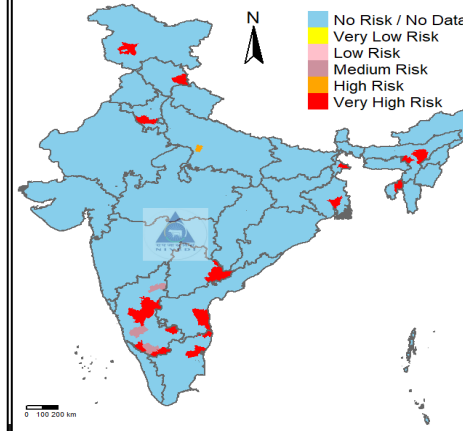 N
No Risk / No Data
Very Low Risk
Low Risk
Medium Risk
High Risk
Very High Risk
0 100 200 km